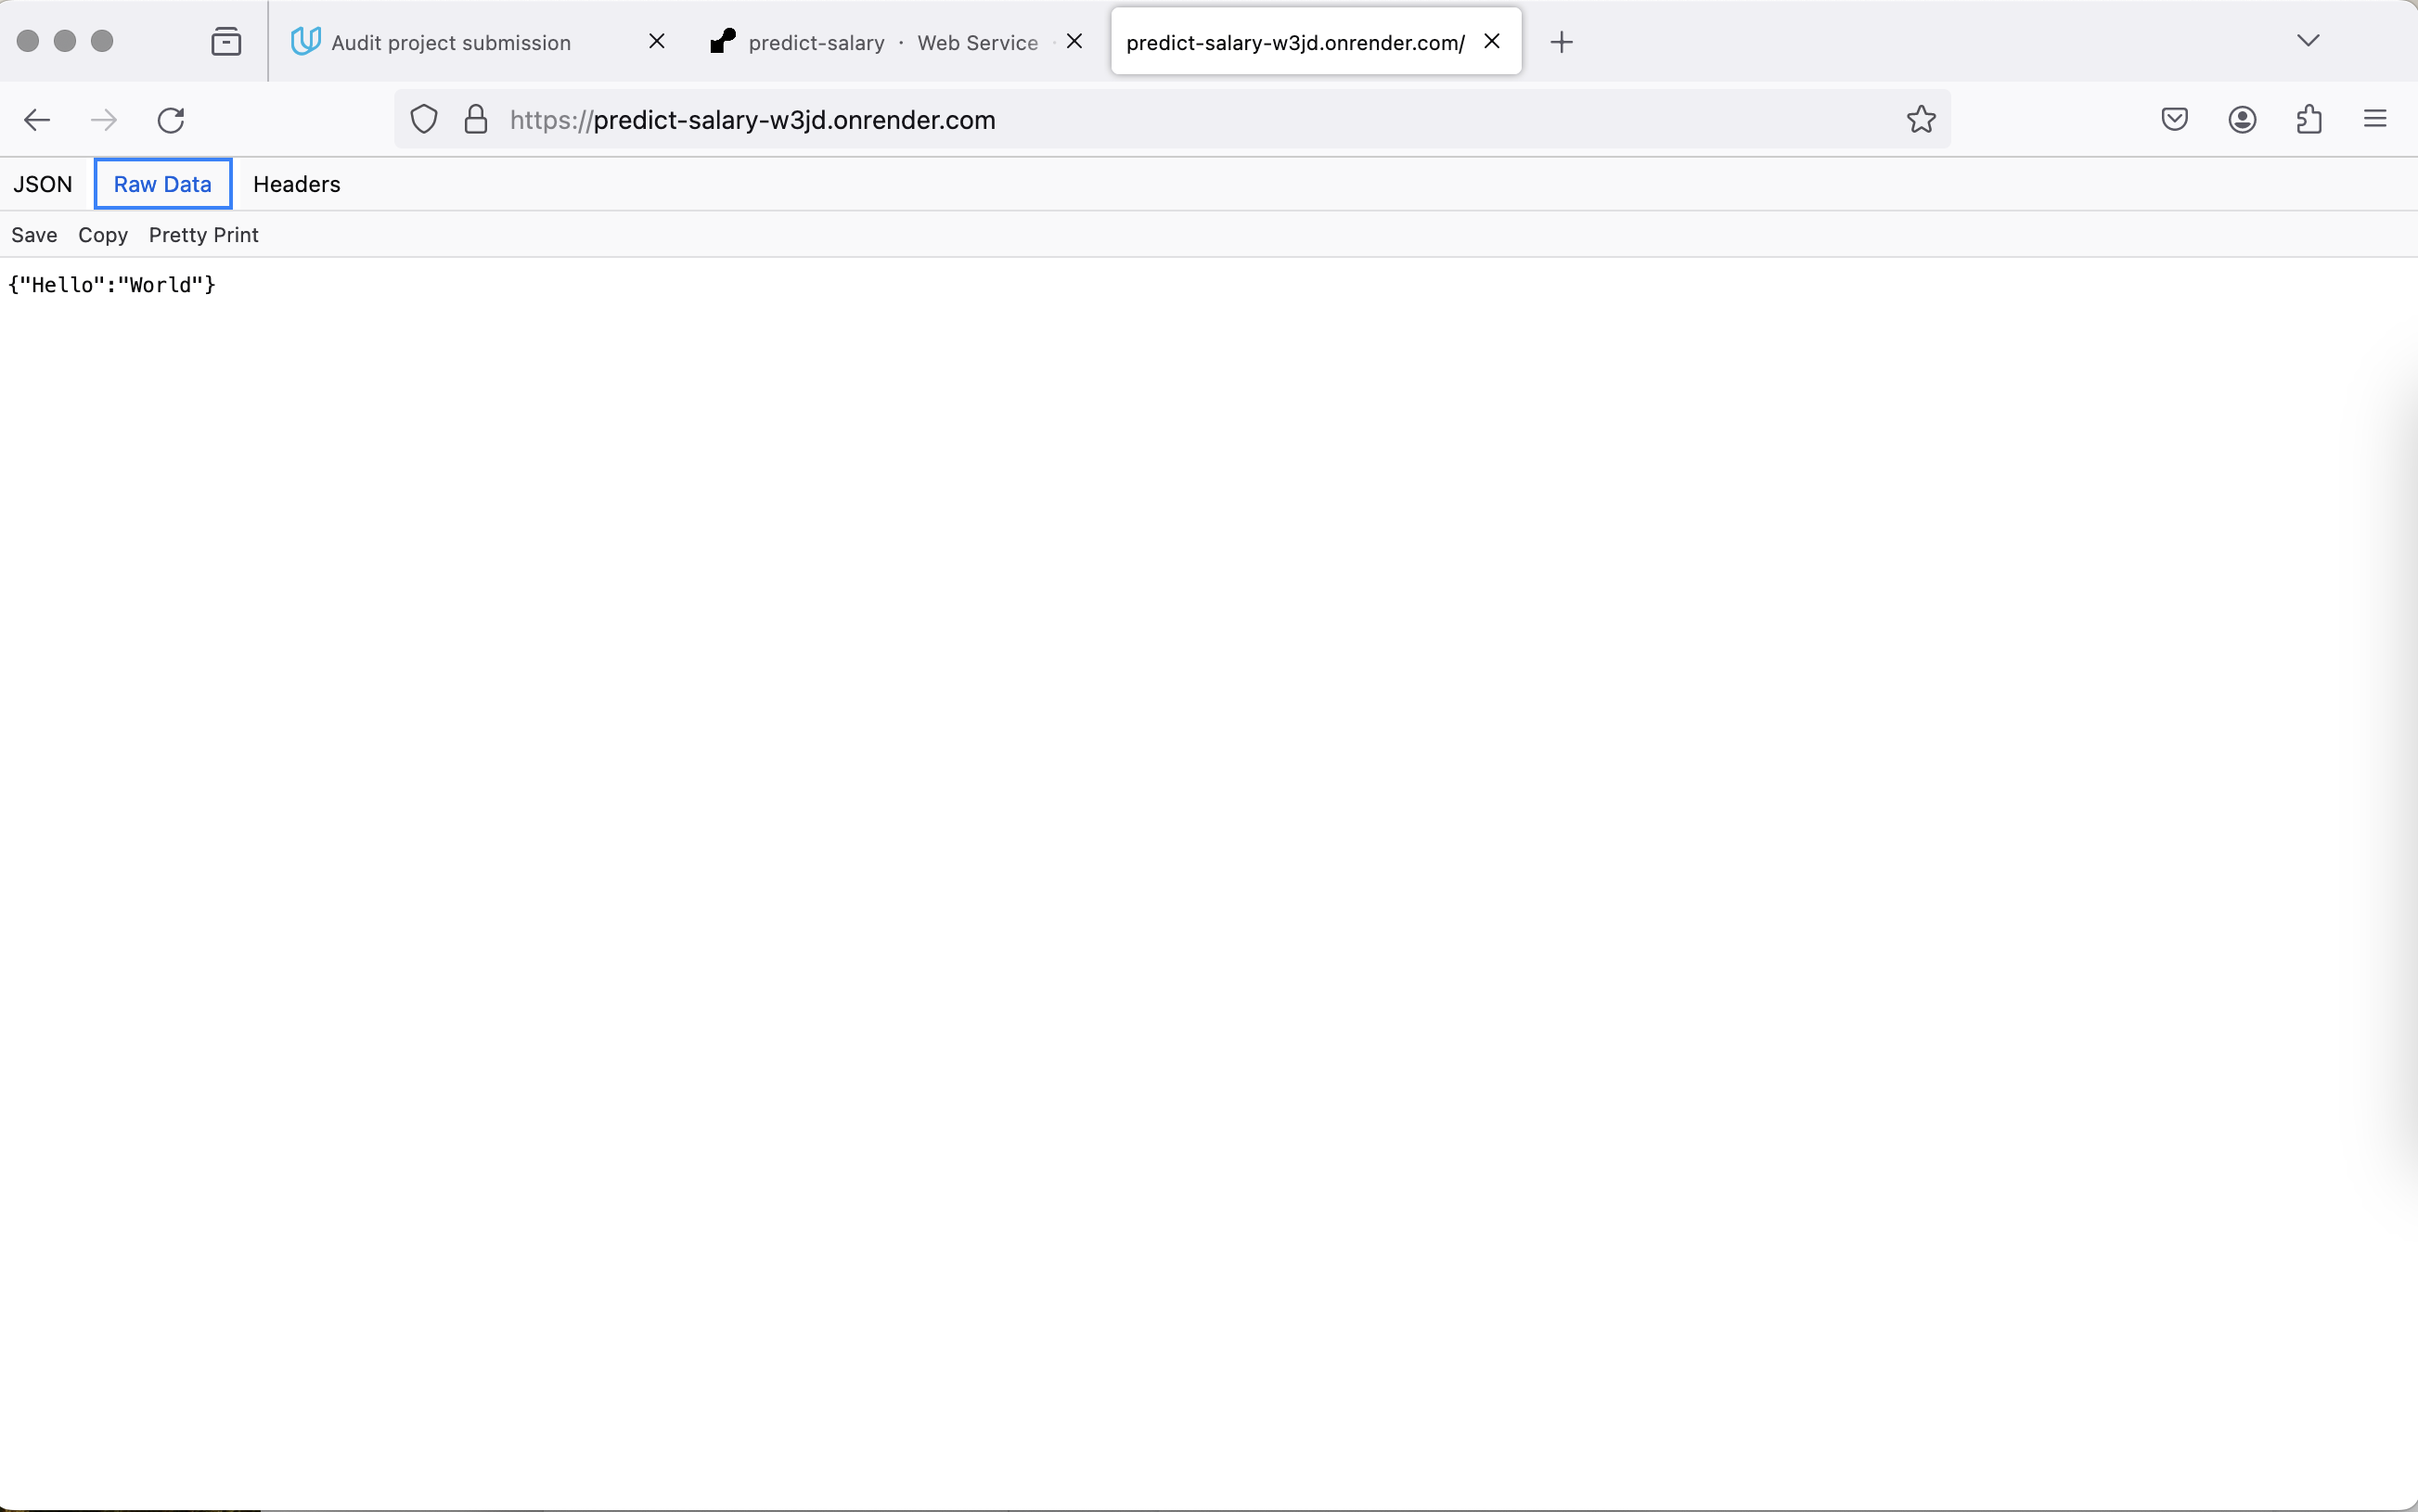 Audit project submission
predict-salary · Web Service ·
predict-salary-w3jd.onrender.com/
https://predict-salary-w3jd.onrender.com
JSON Raw Data Headers
Save Copy Pretty Print
{"Hello":"World"}